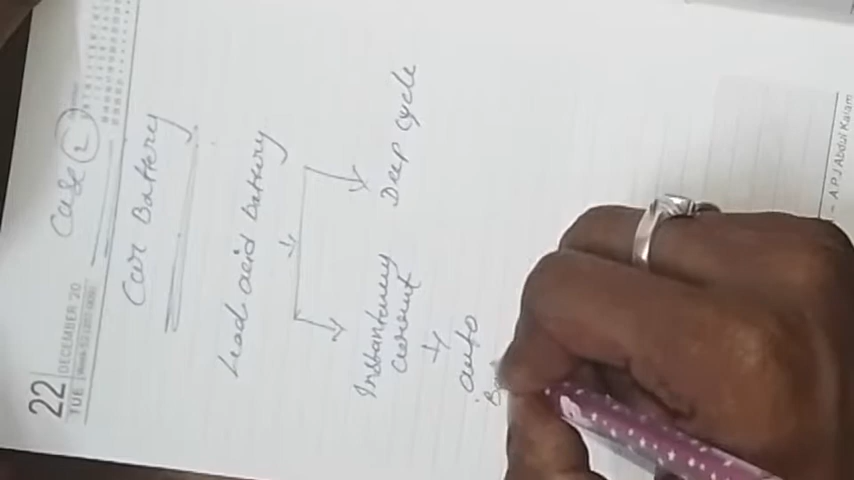 22 DECEMBER '20
TUE
Case 2
Car Battery
Lead acid battery
Instantaneous Deep Cycle
current
auto
- A.P.J Abdul Kalam